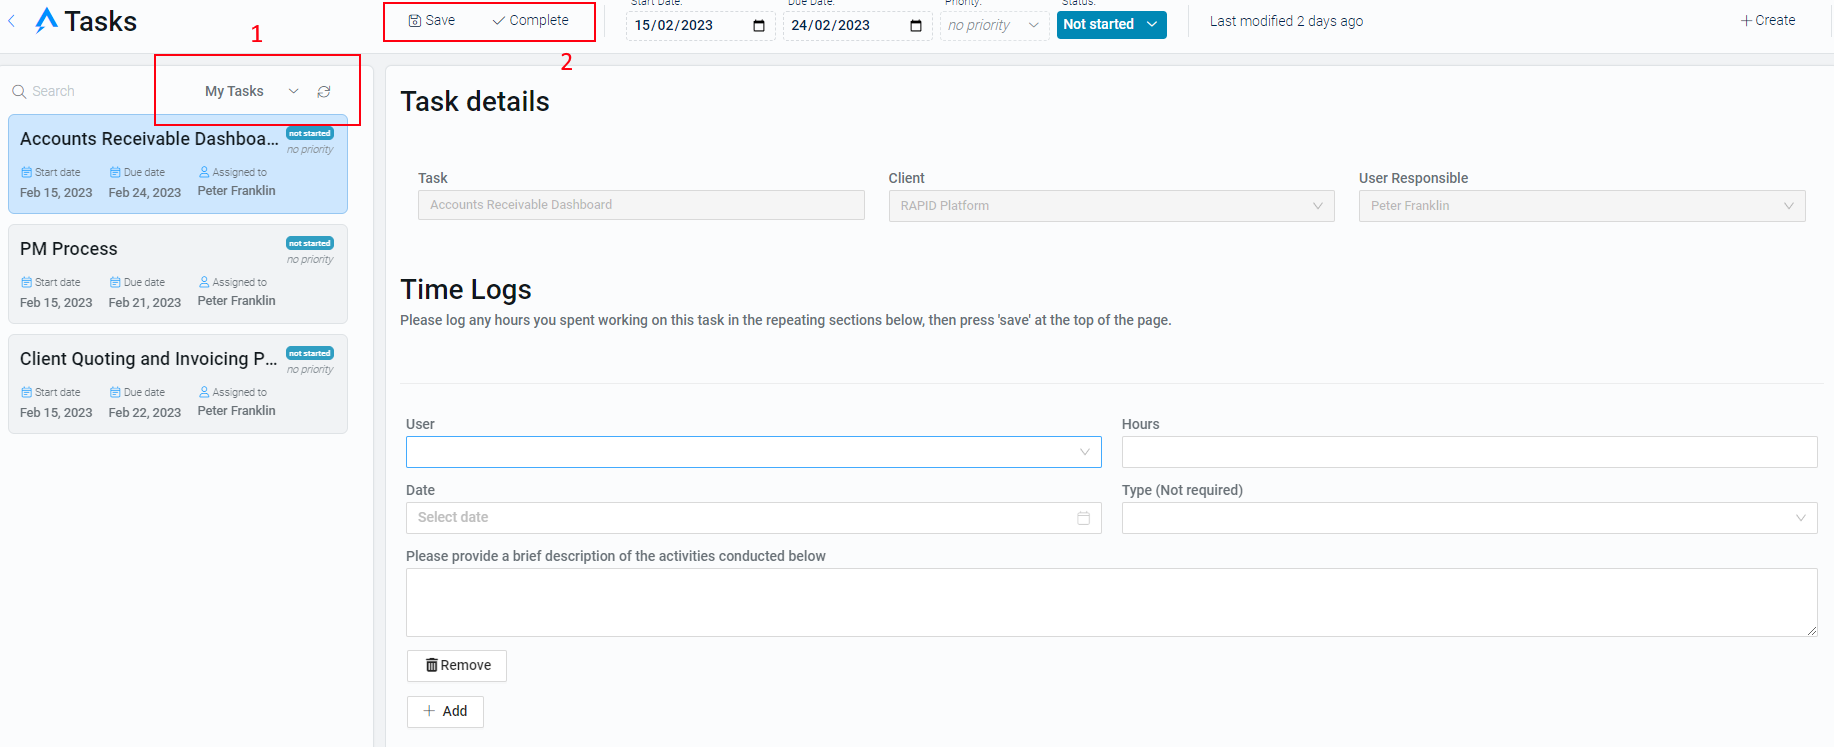 Tasks
1
Save
Complete
2
Start Date:
15/02/2023
Due Date:
24/02/2023
Priority:
no priority
Status:
Not started
Last modified 2 days ago
Create
Search
My Tasks
Accounts Receivable Dashboa...
not started
no priority
Start date
Due date
Assigned to
Feb 15, 2023
Feb 24, 2023
Peter Franklin
PM Process
not started
no priority
Start date
Due date
Assigned to
Feb 15, 2023
Feb 21, 2023
Peter Franklin
Client Quoting and Invoicing P...
not started
no priority
Start date
Due date
Assigned to
Feb 15, 2023
Feb 22, 2023
Peter Franklin
Task details
Task
Client
User Responsible
Accounts Receivable Dashboard
RAPID Platform
Peter Franklin
Time Logs
Please log any hours you spent working on this task in the repeating sections below, then press 'save' at the top of the page.
User
Hours
Date
Type (Not required)
Select date
Please provide a brief description of the activities conducted below
Remove
Add